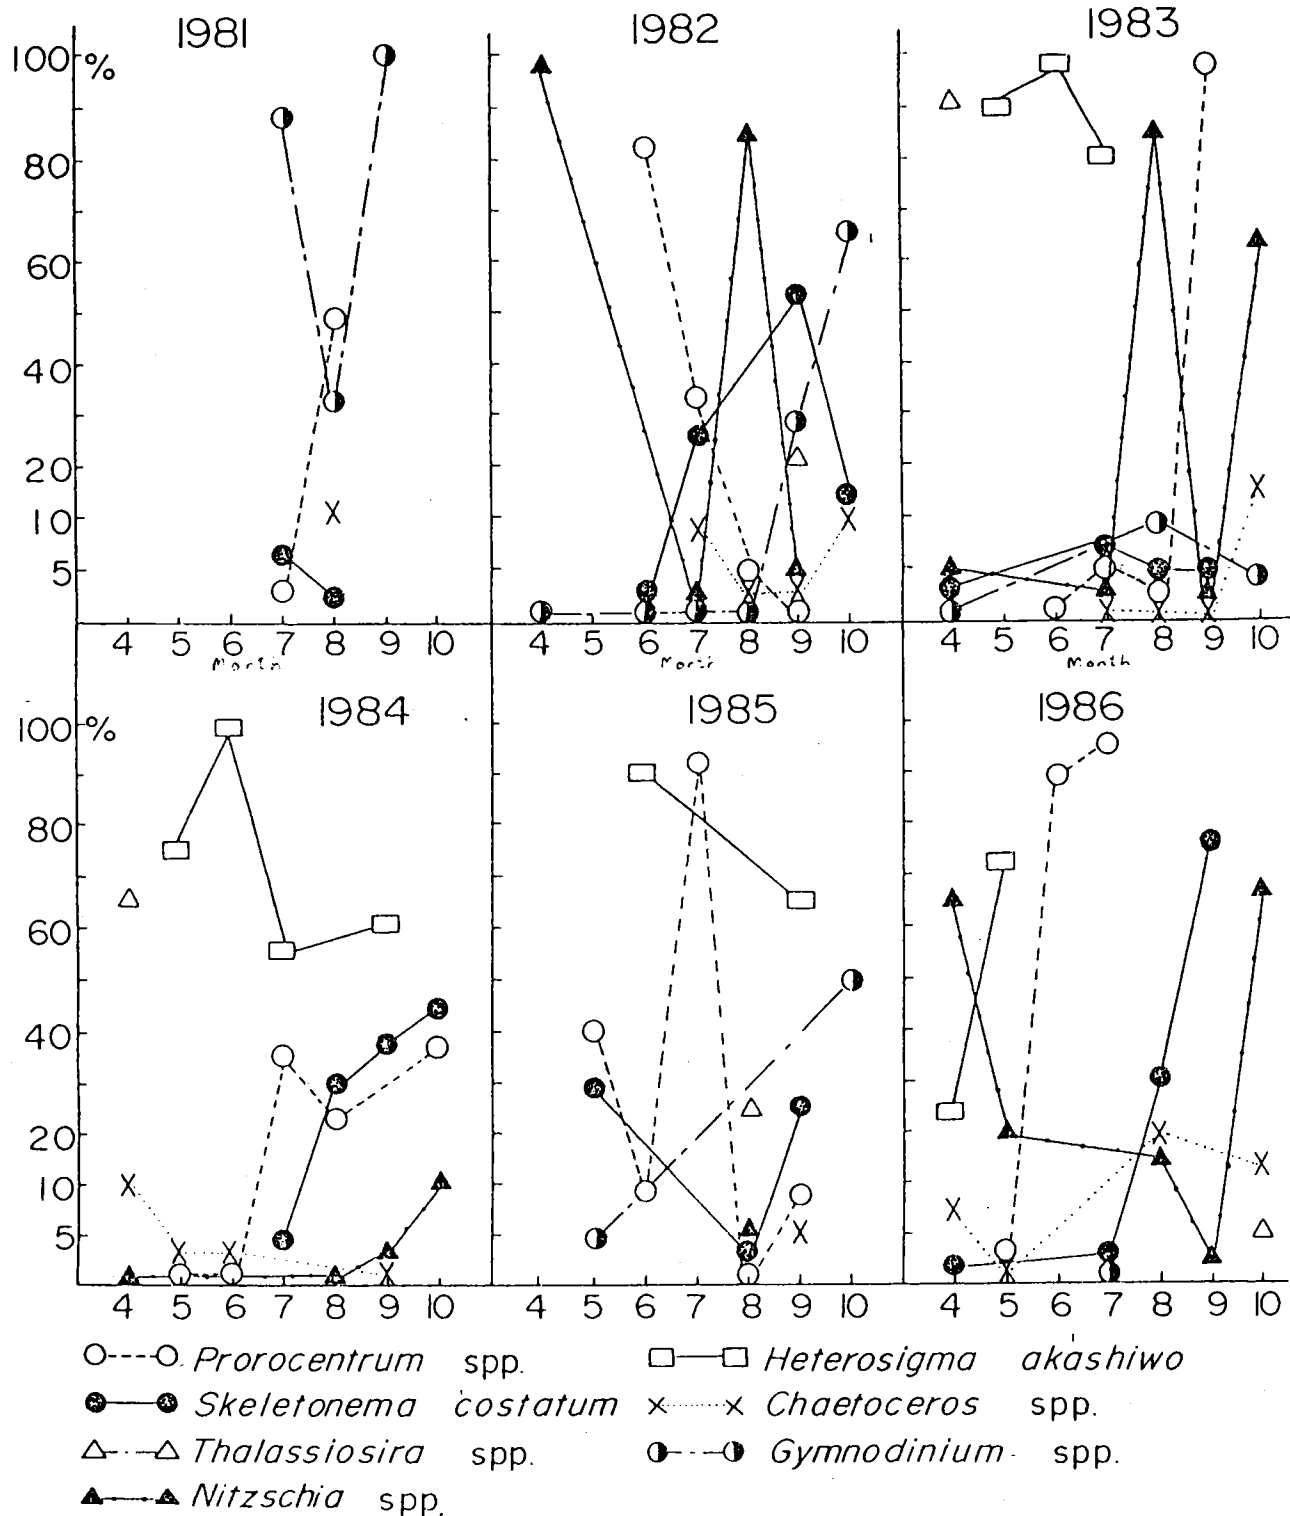 1981
1982
1983
100 %
80
60
40
20
10
5
4 5 6 7 8 9 10
4 5 6 7 8 9 10
4 5 6 7 8 9 10
Month
Month
Month
1984
1985
1986
100 %
80
60
40
20
10
5
4 5 6 7 8 9 10
4 5 6 7 8 9 10
4 5 6 7 8 9 10
Prorocentrum spp.
Heterosigma akashiwo
Skeletonema costatum
Chaetoceros spp.
Thalassiosira spp.
Gymnodinium spp.
Nitzschia spp.